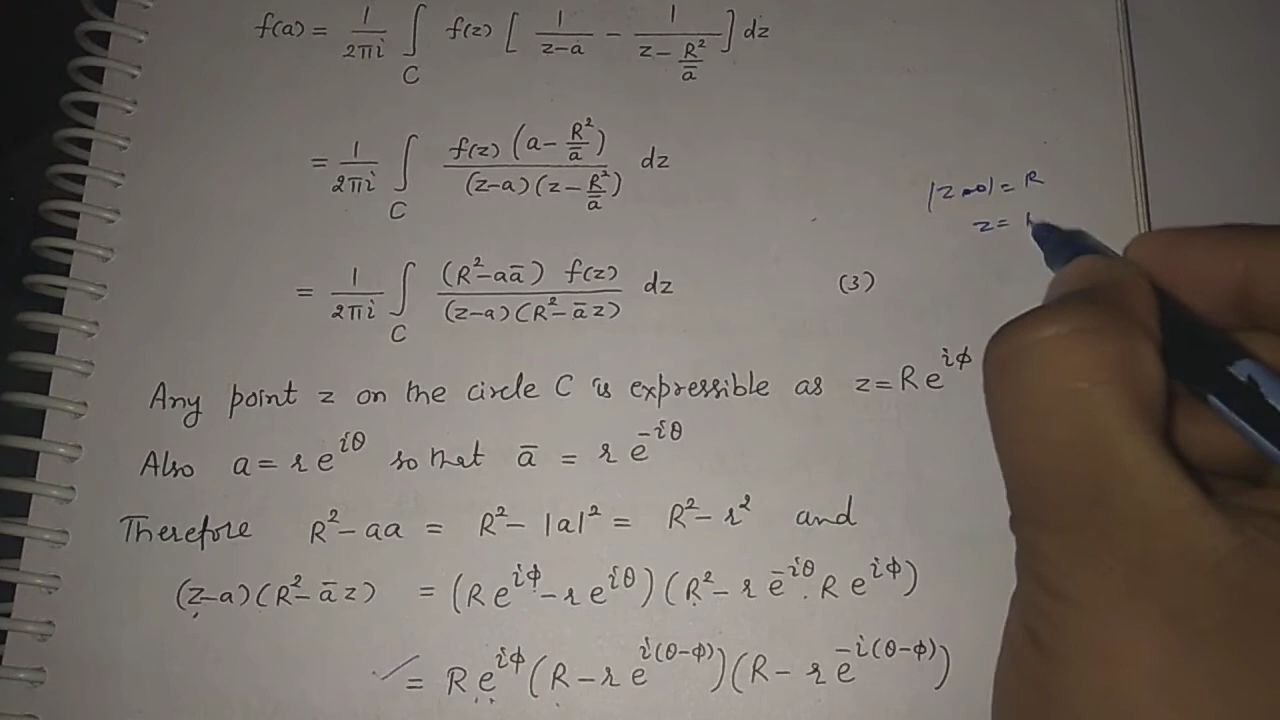 f(a) = 1/2πi ∫_C f(z) [ 1/(z-a) - 1/(z - R²/ā) ] dz
= 1/2πi ∫_C f(z) (a - R²/ā) / (z-a)(z - R²/ā) dz
= 1/2πi ∫_C (R²-aā) f(z) / (z-a)(R²-āz) dz (3)
|z-0| = R
z =
Any point z on the circle C is expressible as z = Re^{iφ}
Also a = re^{iθ} so that ā = re^{-iθ}
Therefore R²-aa = R²-|a|² = R²-r² and
(z-a)(R²-āz) = (Re^{iφ} - re^{iθ})(R² - re^{-iθ}.Re^{iφ})
= Re^{iφ}(R - re^{i(θ-φ)})(R - re^{-i(θ-φ)})